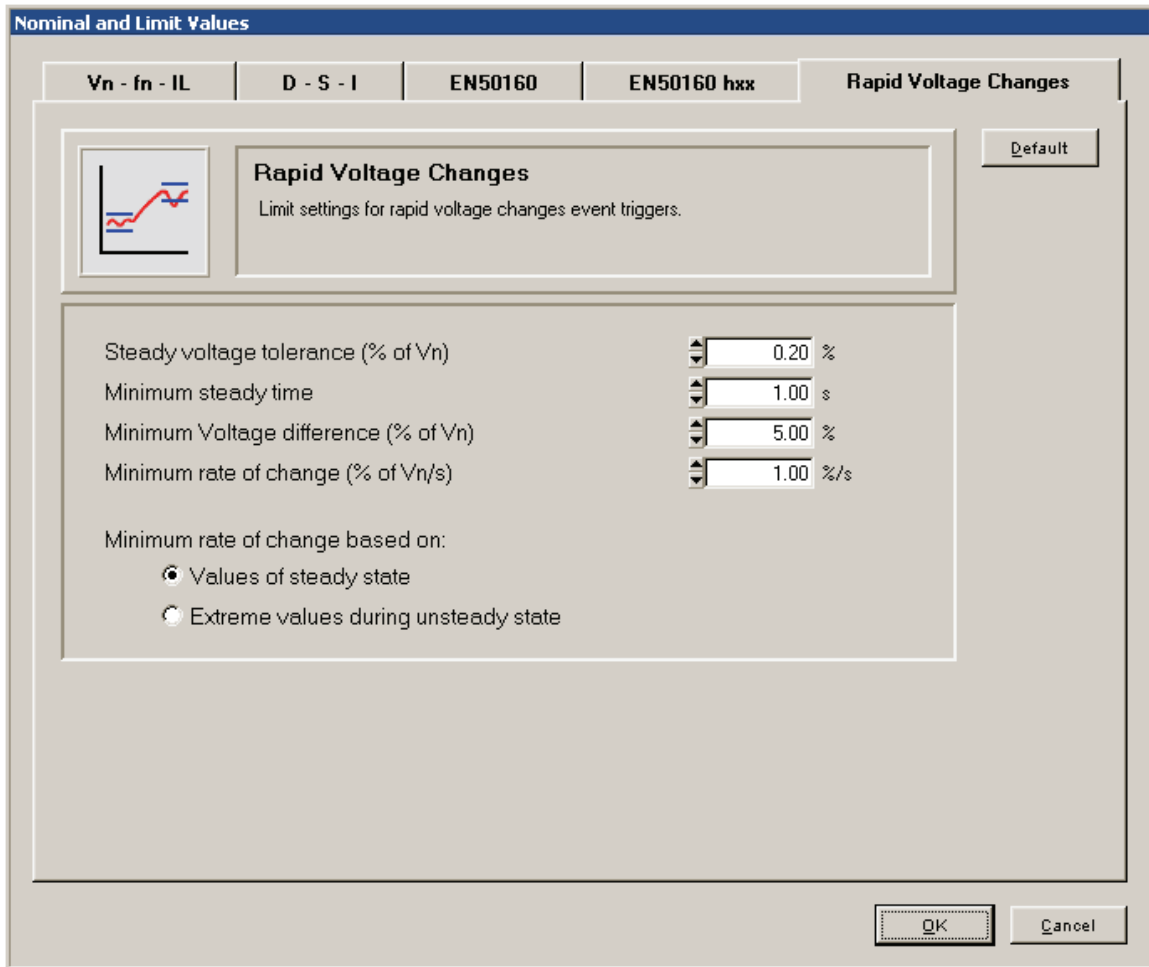 Nominal and Limit Values
Vn - fn - IL
D - S - I
EN50160
EN50160 hxx
Rapid Voltage Changes
Default
Rapid Voltage Changes
Limit settings for rapid voltage changes event triggers.
Steady voltage tolerance (% of Vn) 0.20 %
Minimum steady time 1.00 s
Minimum Voltage difference (% of Vn) 5.00 %
Minimum rate of change (% of Vn/s) 1.00 %/s
Minimum rate of change based on:
Values of steady state
Extreme values during unsteady state
OK
Cancel